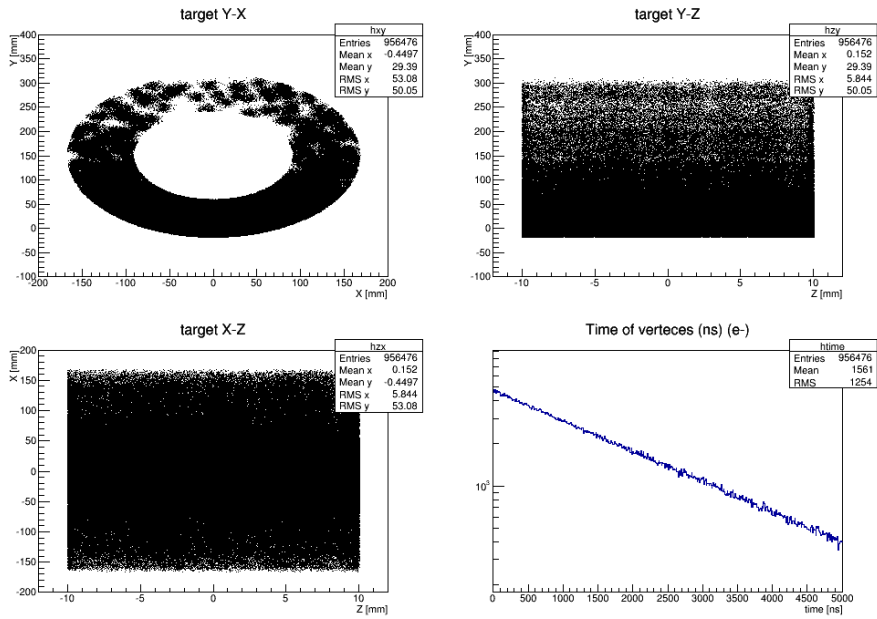 target Y-X
hxy
Entries 956476
Mean x -0.4497
Mean y 29.39
RMS x 53.08
RMS y 50.05
Y [mm]
400
350
300
250
200
150
100
50
0
-50
-100
-200 -150 -100 -50 0 50 100 150 200
X [mm]
target Y-Z
hzy
Entries 956476
Mean x 0.152
Mean y 29.39
RMS x 5.844
RMS y 50.05
Y [mm]
400
350
300
250
200
150
100
50
0
-50
-100
-10 -5 0 5 10
Z [mm]
target X-Z
hzx
Entries 956476
Mean x 0.152
Mean y -0.4497
RMS x 5.844
RMS y 53.08
X [mm]
200
150
100
50
0
-50
-100
-150
-200
-10 -5 0 5 10
Z [mm]
Time of verteces (ns) (e-)
htime
Entries 956476
Mean 1561
RMS 1254
10³
0 500 1000 1500 2000 2500 3000 3500 4000 4500 5000
time [ns]